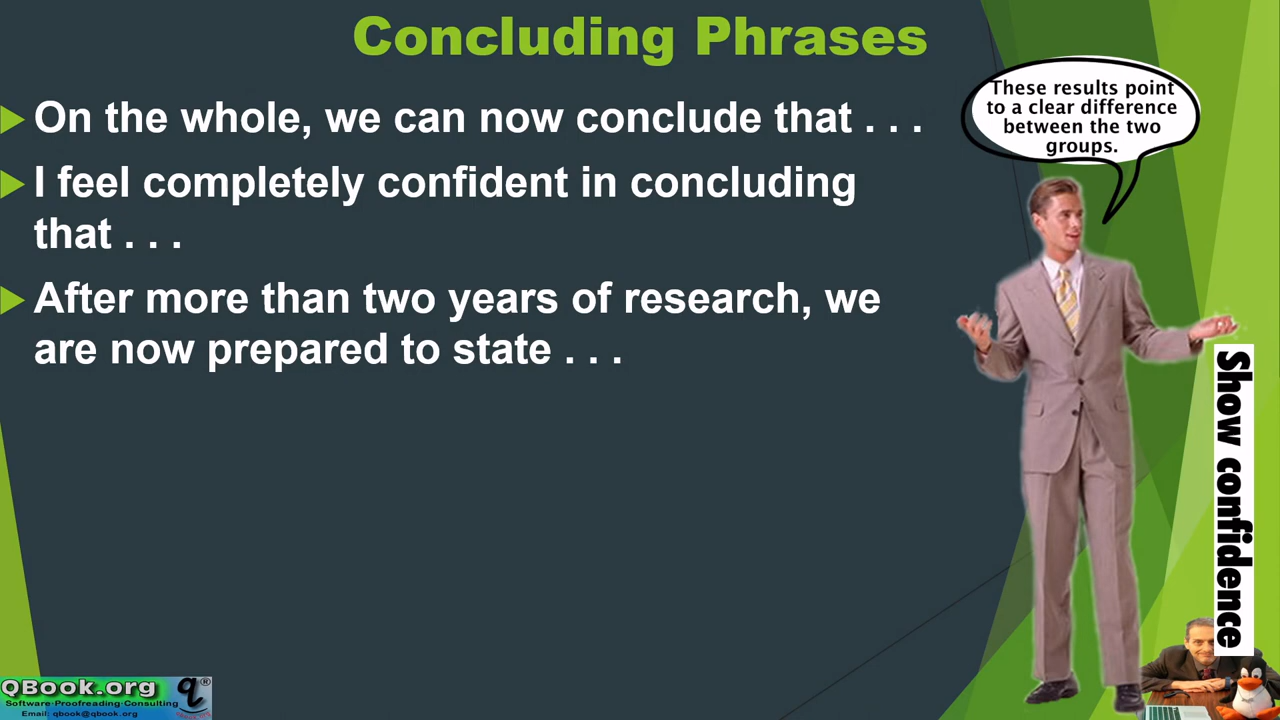 Concluding Phrases
On the whole, we can now conclude that . . .
I feel completely confident in concluding
that . . .
After more than two years of research, we
are now prepared to state . . .
These results point
to a clear difference
between the two
groups.
Show confidence
QBook.org
q®
Software·Proofreading·Consulting
Email: qbook@qbook.org